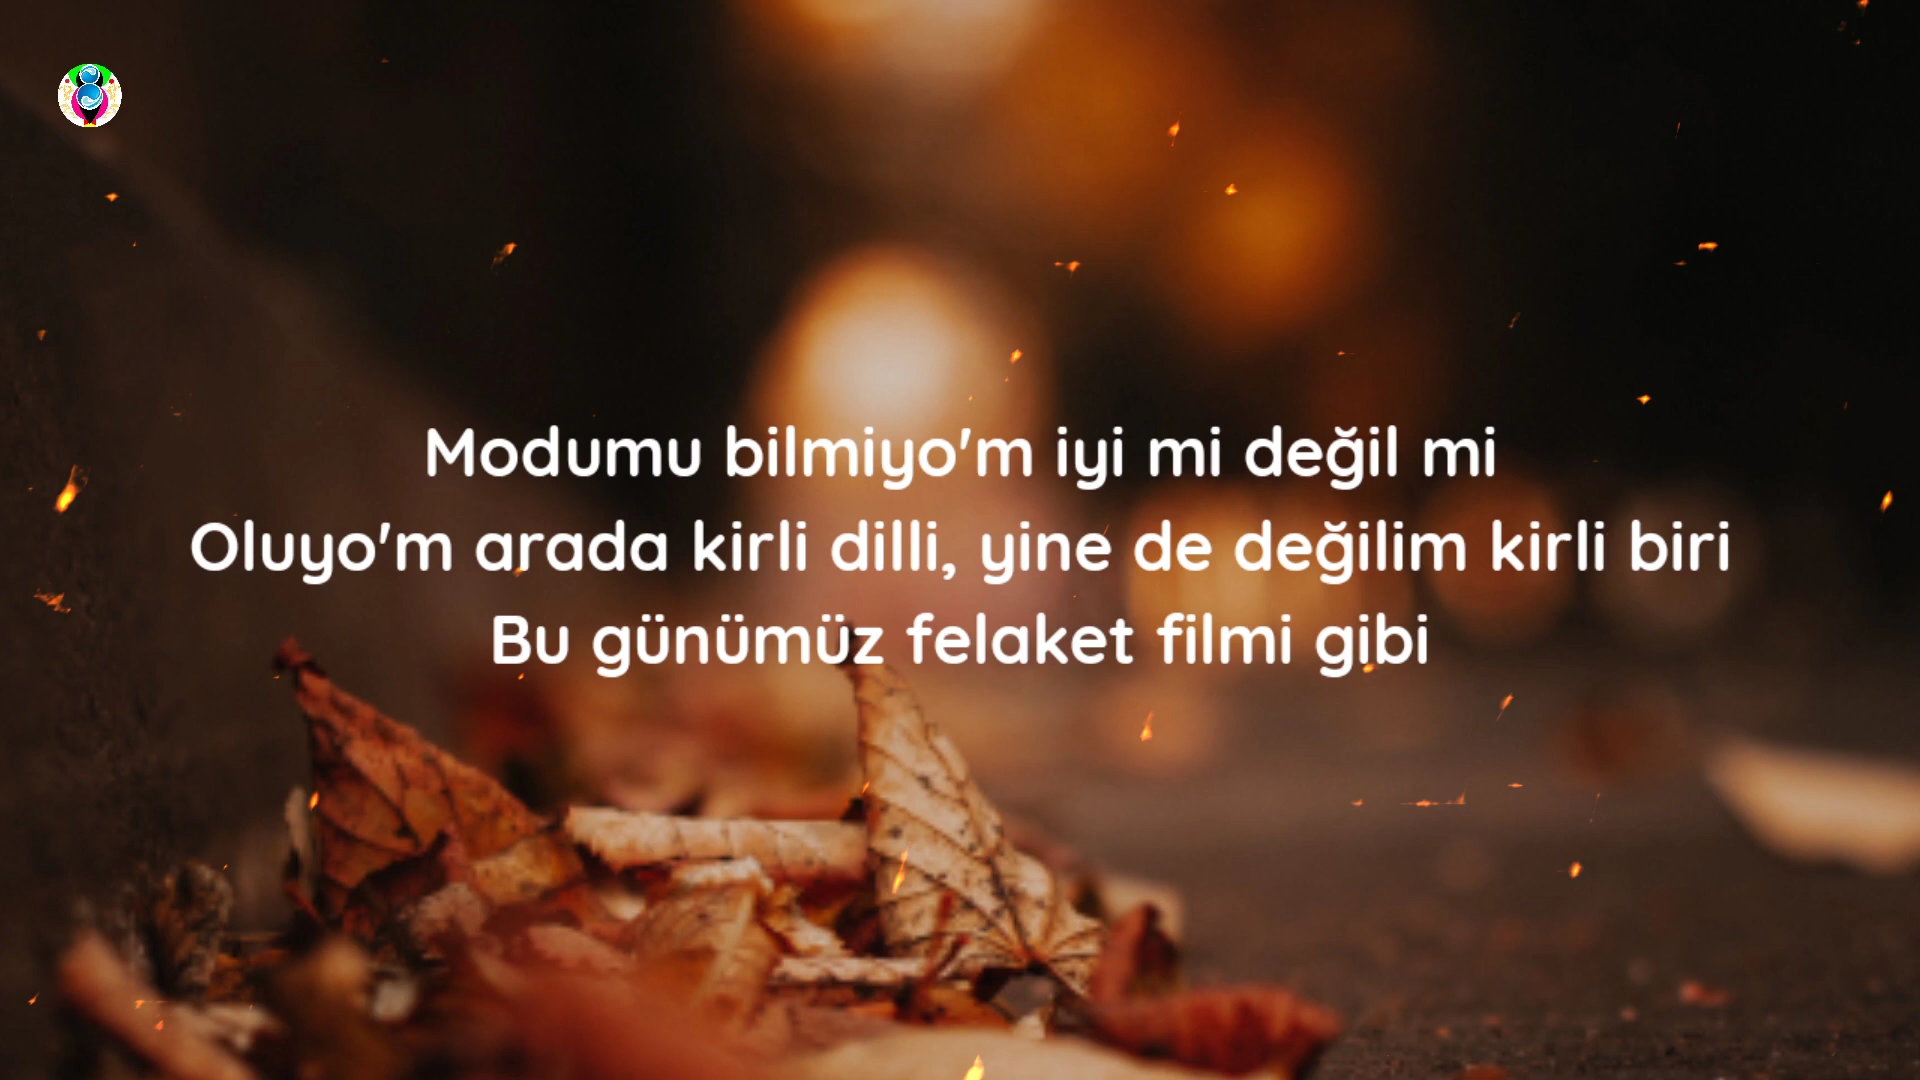 Modumu bilmiyo'm iyi mi değil mi
Oluyo'm arada kirli dilli, yine de değilim kirli biri
Bu günümüz felaket filmi gibi